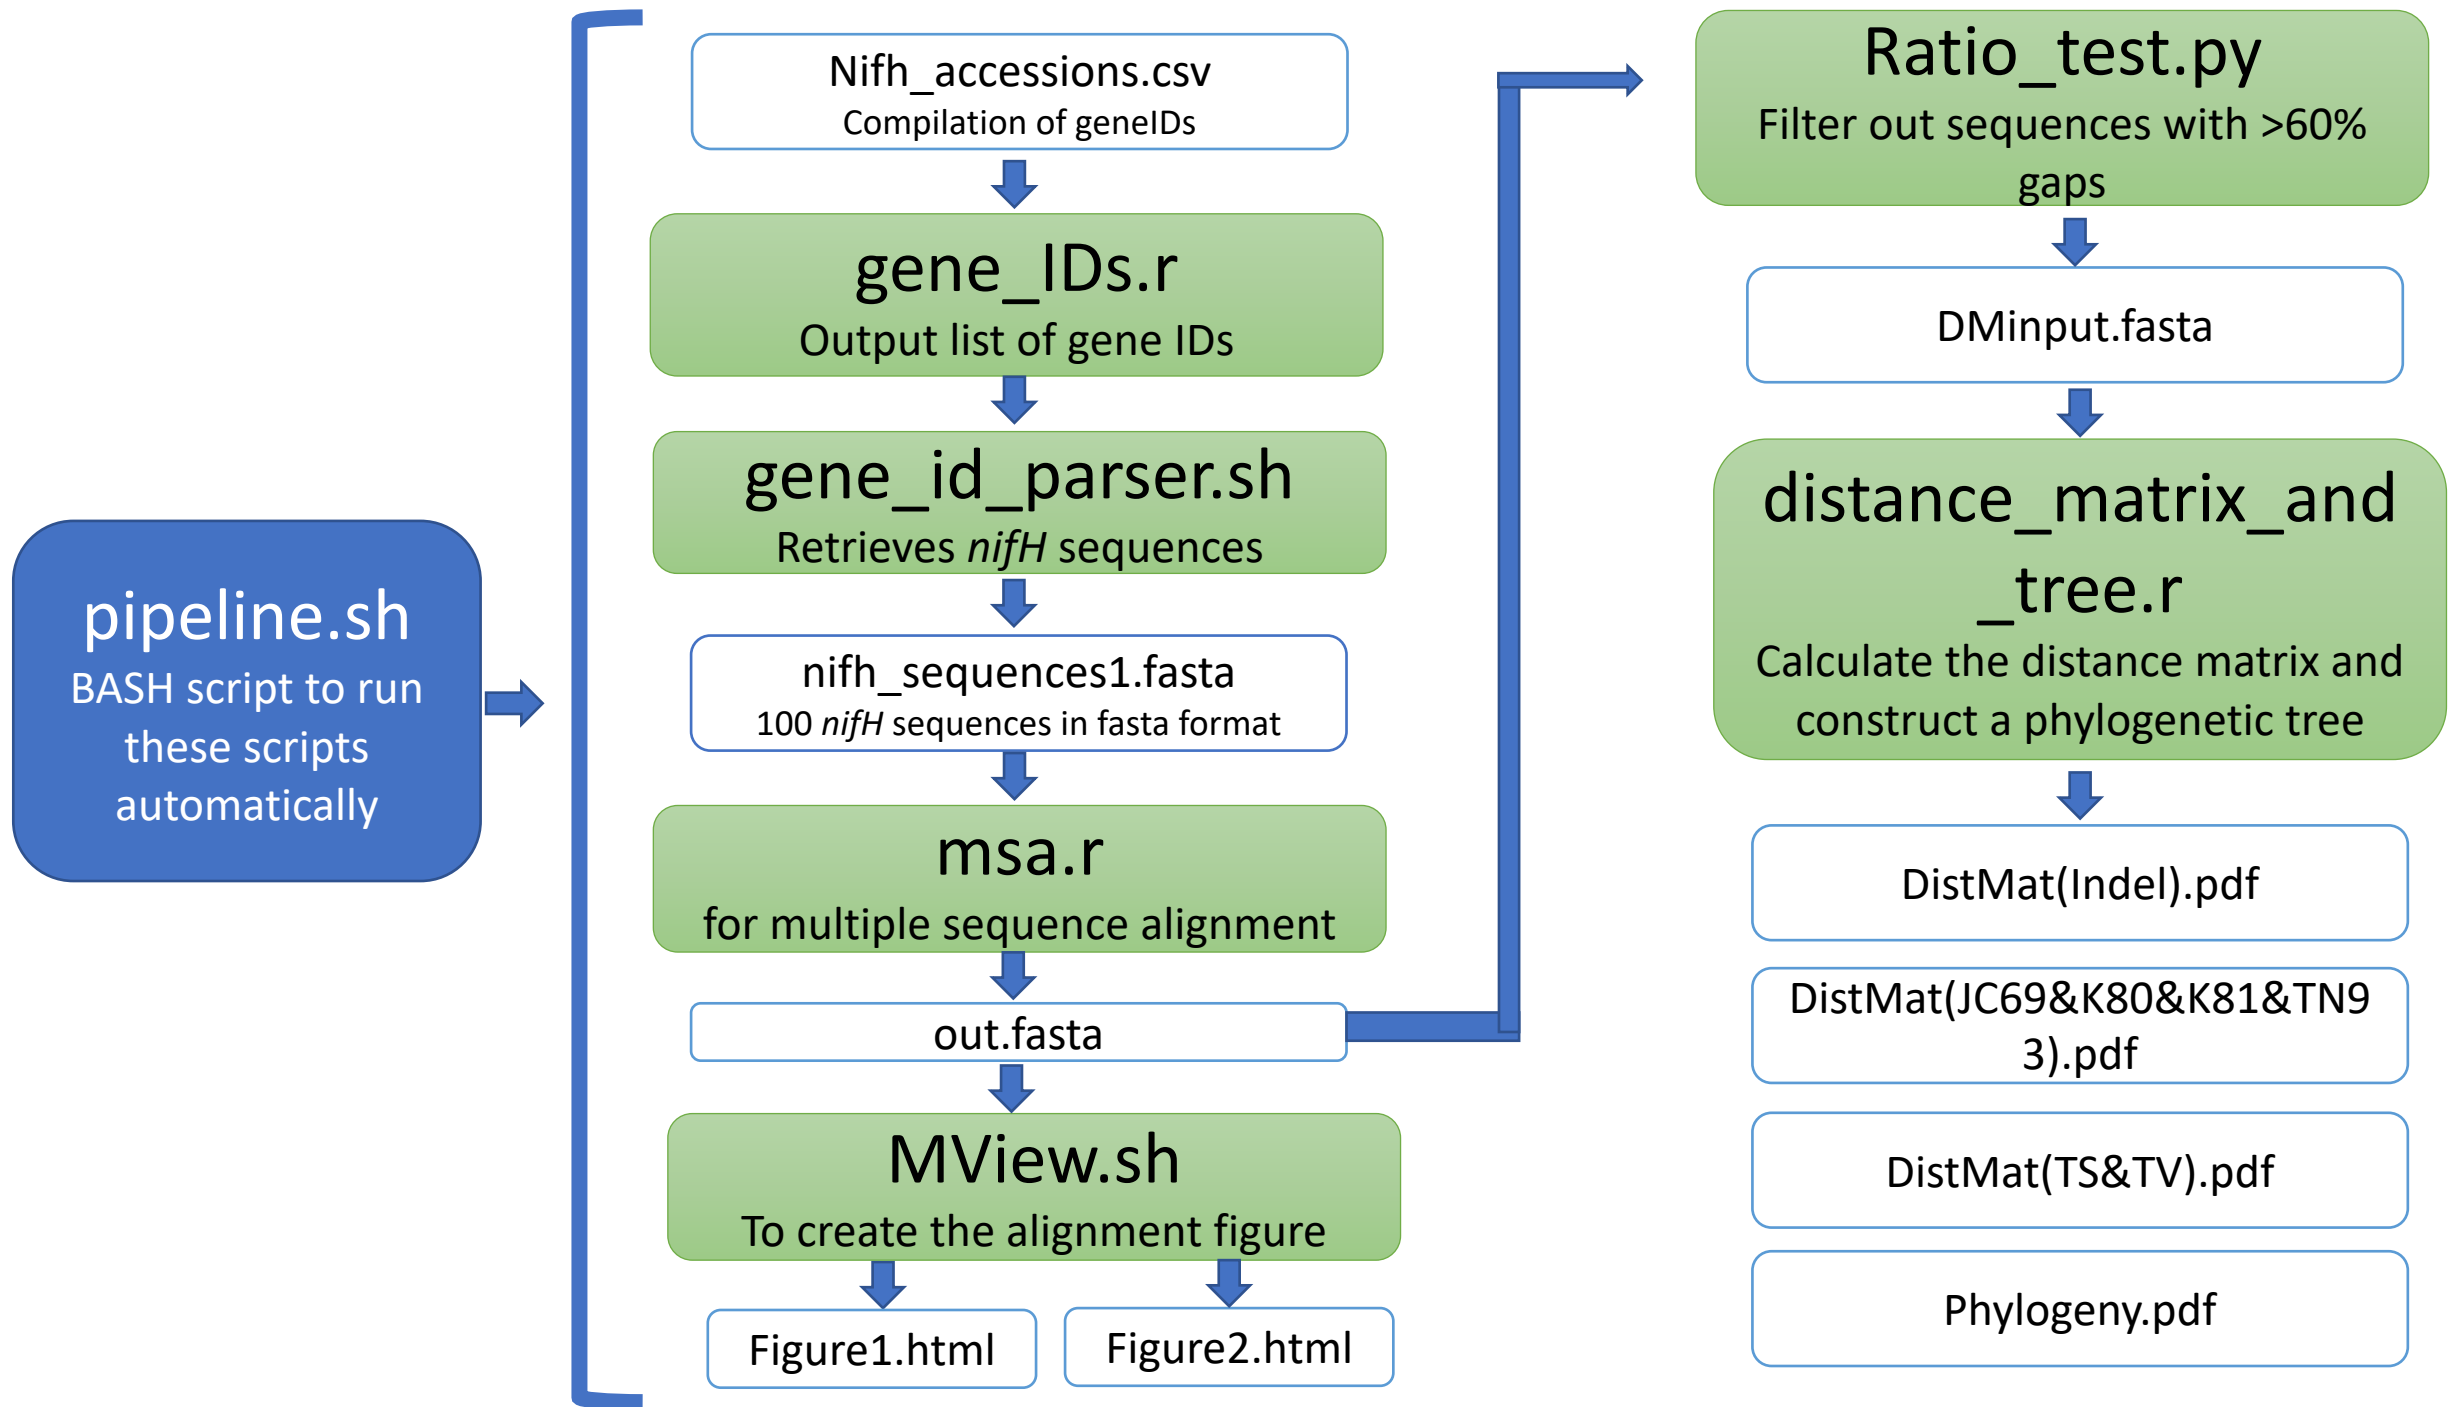 pipeline.sh
BASH script to run
these scripts
automatically
Nifh_accessions.csv
Compilation of geneIDs
gene_IDs.r
Output list of gene IDs
gene_id_parser.sh
Retrieves nifH sequences
nifh_sequences1.fasta
100 nifH sequences in fasta format
msa.r
for multiple sequence alignment
out.fasta
MView.sh
To create the alignment figure
Figure1.html
Figure2.html
Ratio_test.py
Filter out sequences with >60%
gaps
DMinput.fasta
distance_matrix_and
_tree.r
Calculate the distance matrix and
construct a phylogenetic tree
DistMat(Indel).pdf
DistMat(JC69&K80&K81&TN9
3).pdf
DistMat(TS&TV).pdf
Phylogeny.pdf